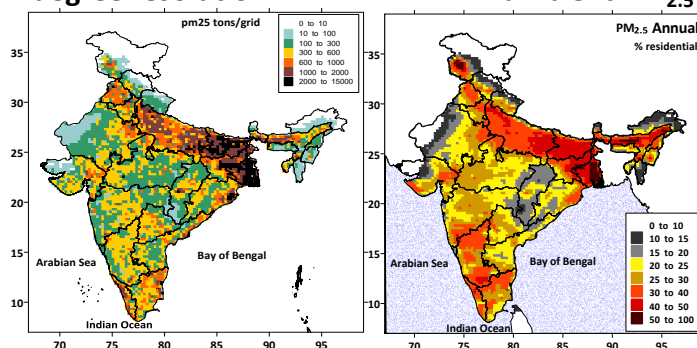 2.5
pm25 tons/grid
0 to 10
10 to 100
100 to 300
300 to 600
600 to 1000
1000 to 2000
2000 to 15000
35
30
25
20
15
10
Arabian Sea
Bay of Bengal
Indian Ocean
70 75 80 85 90 95
PM2.5 Annual
% residential
35
30
25
20
15
10
Arabian Sea
Bay of Bengal
Indian Ocean
0 to 10
10 to 15
15 to 20
20 to 25
25 to 30
30 to 40
40 to 50
50 to 100
70 75 80 85 90 95